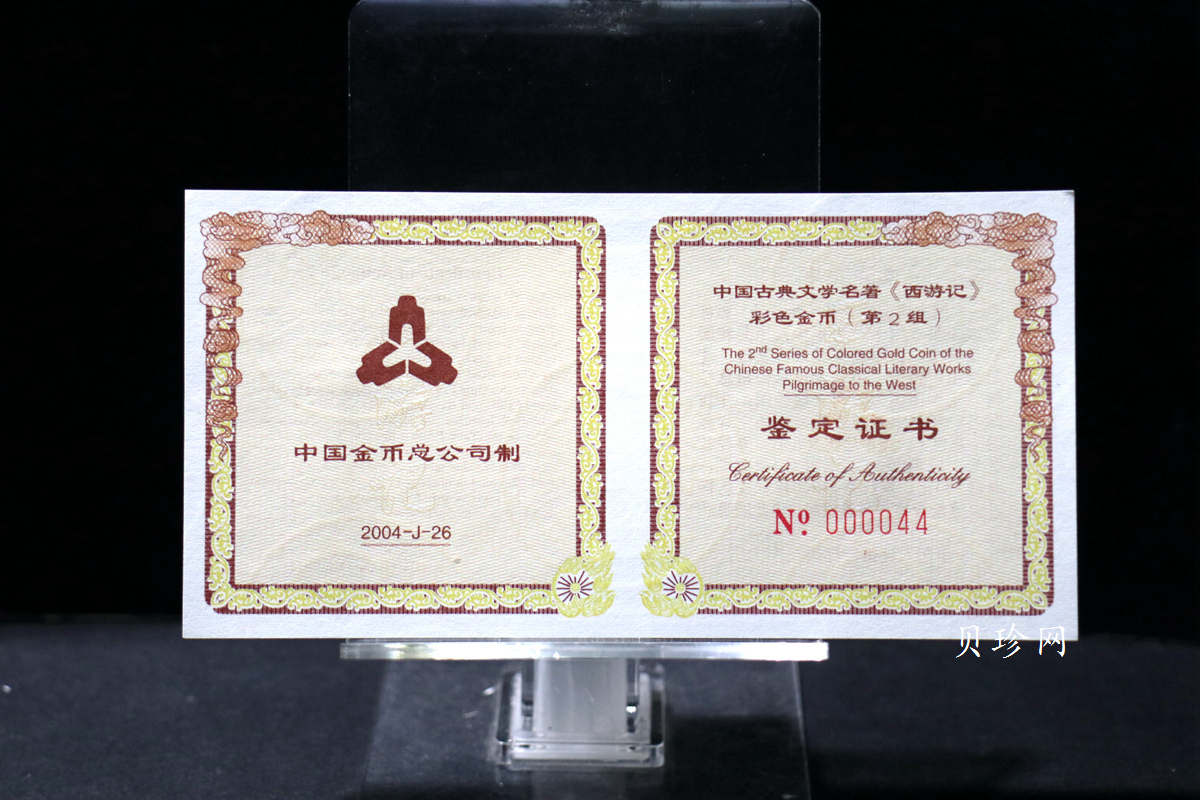 中国金币总公司制
2004-J-26
中国古典文学名著《西游记》
彩色金币(第2组)
The 2nd Series of Colored Gold Coin of the
Chinese Famous Classical Literary Works
Pilgrimage to the West
鉴定证书
Certificate of Authenticity
Nº 000044
贝珍网